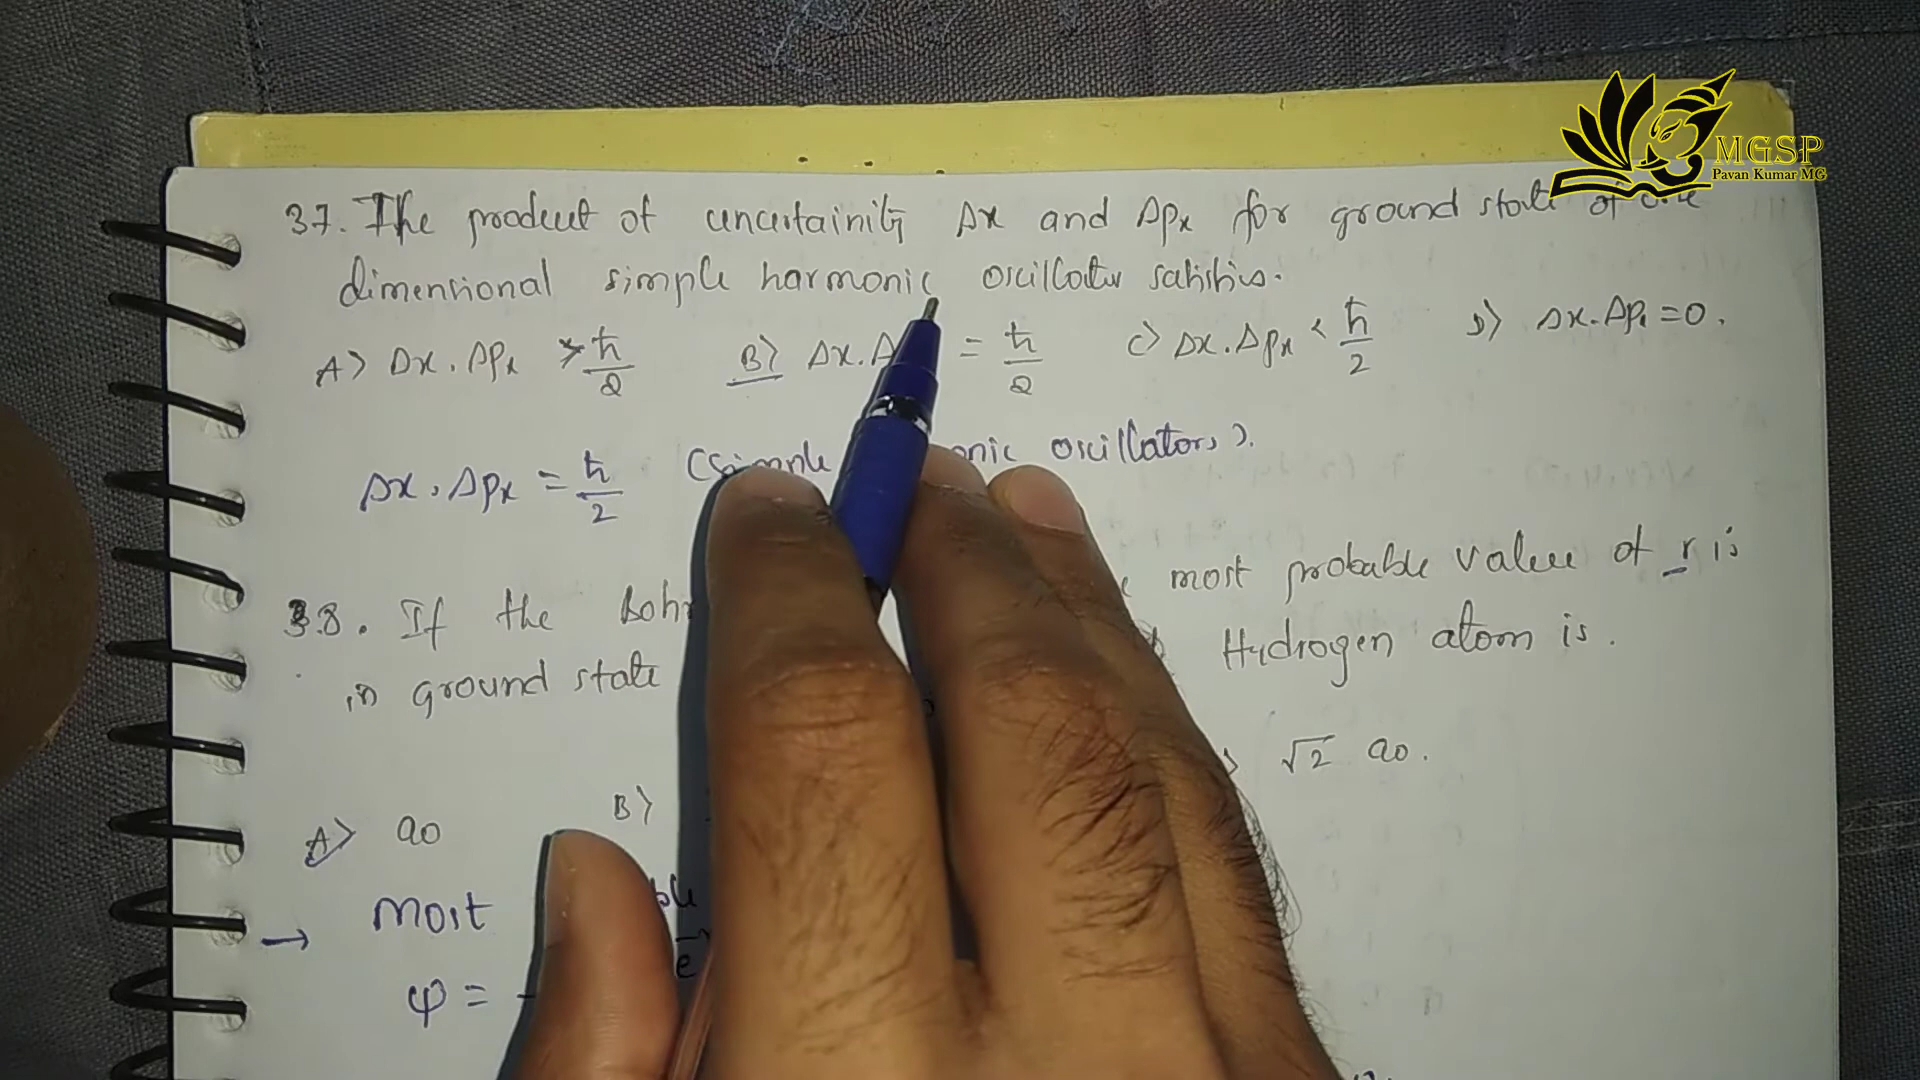 MGSP
Pavan Kumar MG
37. The product of uncertainity Δx and Δpx for ground state of one
dimensional simple harmonic oscillator satisfies.
A> Δx . Δpx > ħ/2 B> Δx . Δ = ħ/2 C> Δx . Δpx < ħ/2 D> Δx . Δpx = 0 .
Δx . Δpx = ħ/2 (simple oscillators).
38. If the Bohr most probable value of r is
in ground state Hydrogen atom is .
A> a0 B> √2 a0 .
→ most
φ =